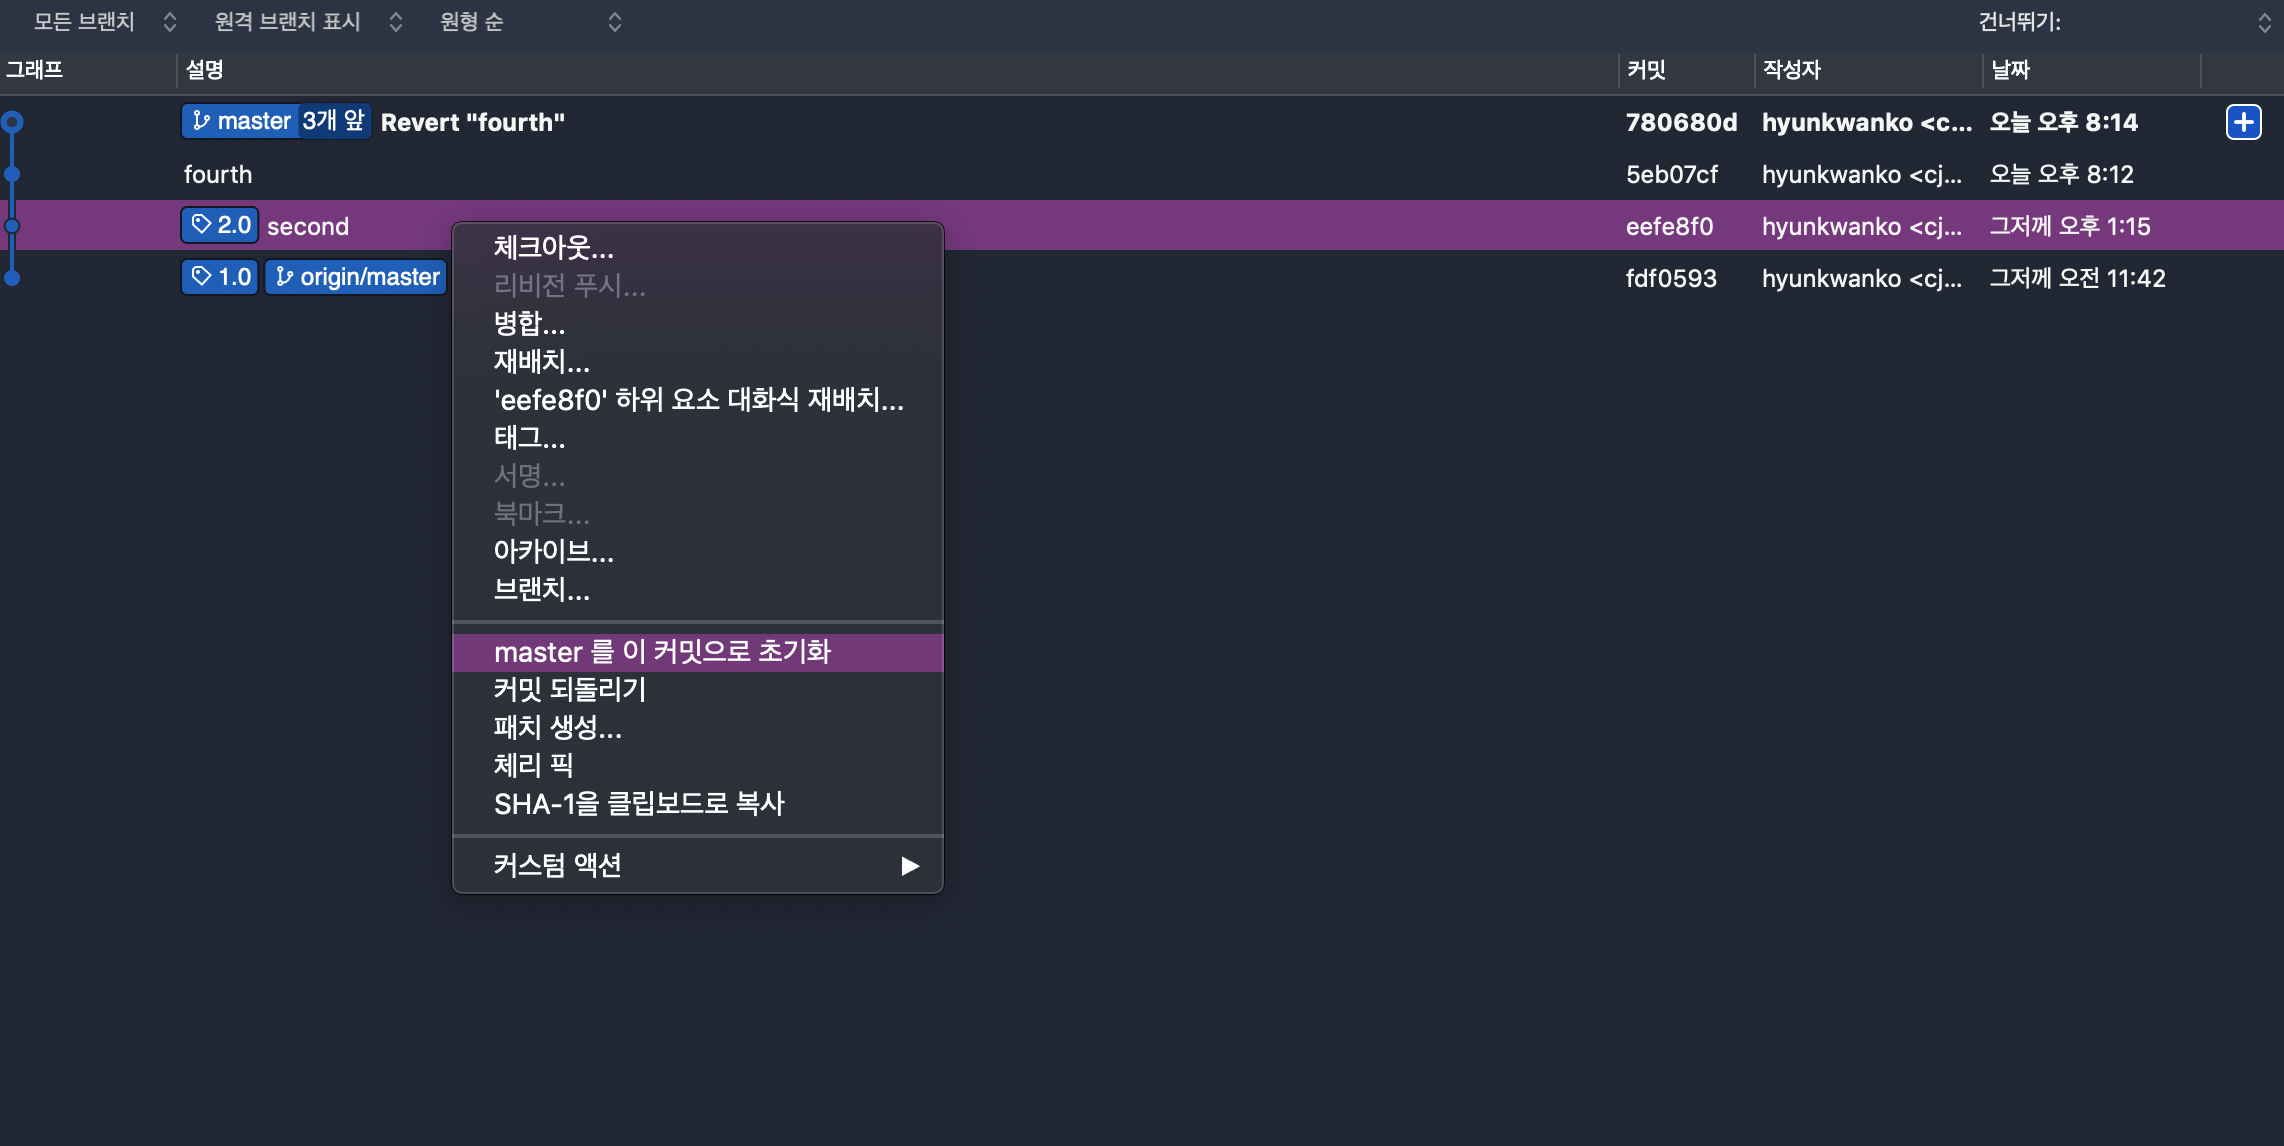 모든 브랜치 원격 브랜치 표시 원형 순 건너뛰기:
그래프 설명 커밋 작성자 날짜
master 3개 앞 Revert "fourth" 780680d hyunkwanko <c... 오늘 오후 8:14
fourth 5eb07cf hyunkwanko <cj... 오늘 오후 8:12
2.0 second eefe8f0 hyunkwanko <cj... 그저께 오후 1:15
1.0 origin/master fdf0593 hyunkwanko <cj... 그저께 오전 11:42
체크아웃...
리비전 푸시...
병합...
재배치...
'eefe8f0' 하위 요소 대화식 재배치...
태그...
서명...
북마크...
아카이브...
브랜치...
master 를 이 커밋으로 초기화
커밋 되돌리기
패치 생성...
체리 픽
SHA-1을 클립보드로 복사
커스텀 액션